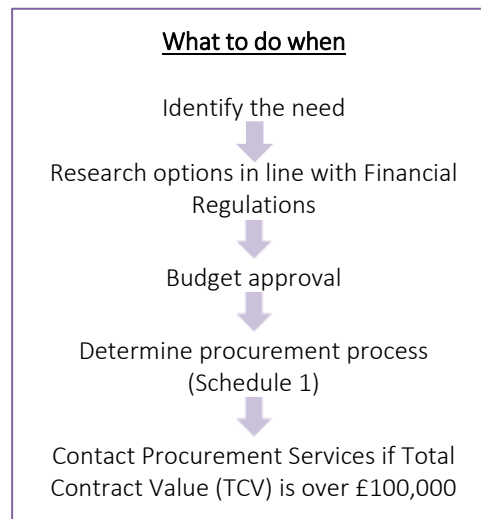 What to do when
Identify the need
Research options in line with Financial
Regulations
Budget approval
Determine procurement process
(Schedule 1)
Contact Procurement Services if Total
Contract Value (TCV) is over £100,000